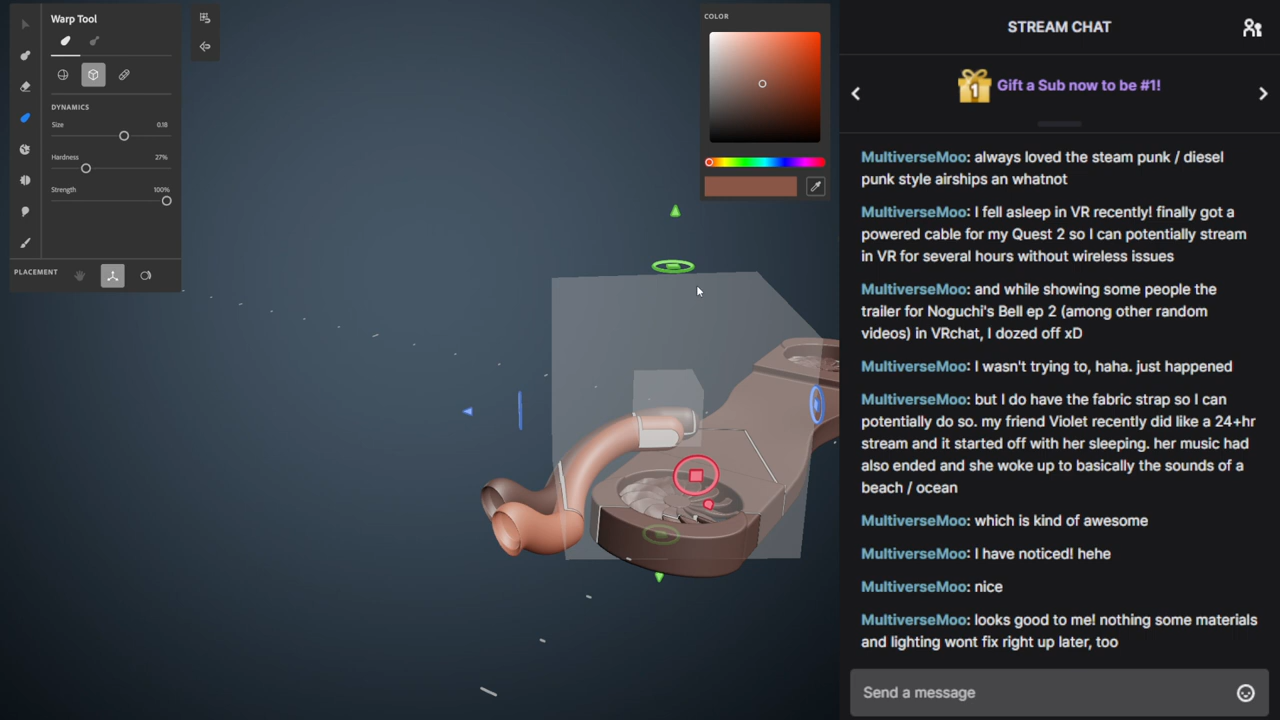 Warp Tool
DYNAMICS
Size 0.18
Hardness 27%
Strength 100%
PLACEMENT
COLOR
STREAM CHAT
1 Gift a Sub now to be #1!
MultiverseMoo: always loved the steam punk / diesel
punk style airships an whatnot
MultiverseMoo: I fell asleep in VR recently! finally got a
powered cable for my Quest 2 so I can potentially stream
in VR for several hours without wireless issues
MultiverseMoo: and while showing some people the
trailer for Noguchi's Bell ep 2 (among other random
videos) in VRchat, I dozed off xD
MultiverseMoo: I wasn't trying to, haha. just happened
MultiverseMoo: but I do have the fabric strap so I can
potentially do so. my friend Violet recently did like a 24+hr
stream and it started off with her sleeping. her music had
also ended and she woke up to basically the sounds of a
beach / ocean
MultiverseMoo: which is kind of awesome
MultiverseMoo: I have noticed! hehe
MultiverseMoo: nice
MultiverseMoo: looks good to me! nothing some materials
and lighting wont fix right up later, too
Send a message